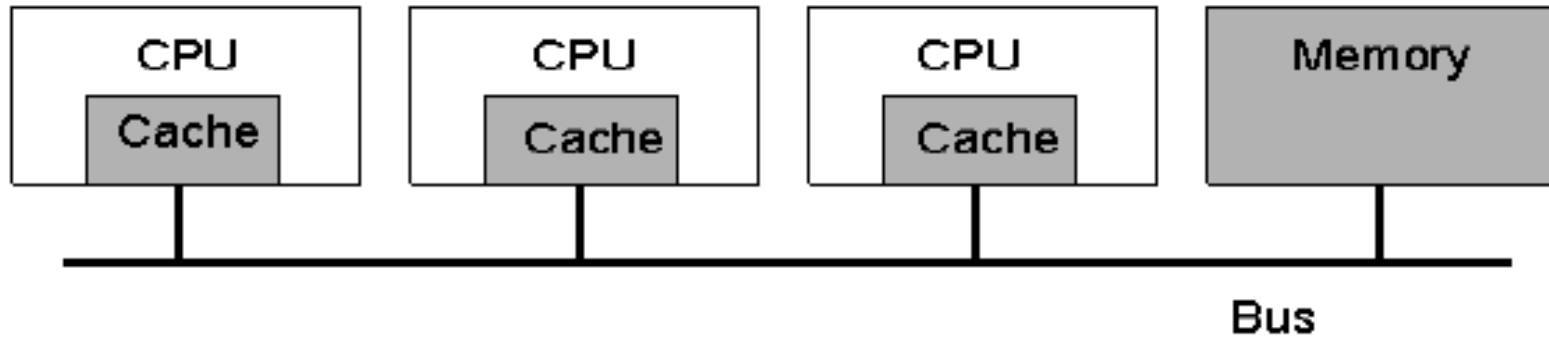 CPU
Cache
CPU
Cache
CPU
Cache
Memory
Bus